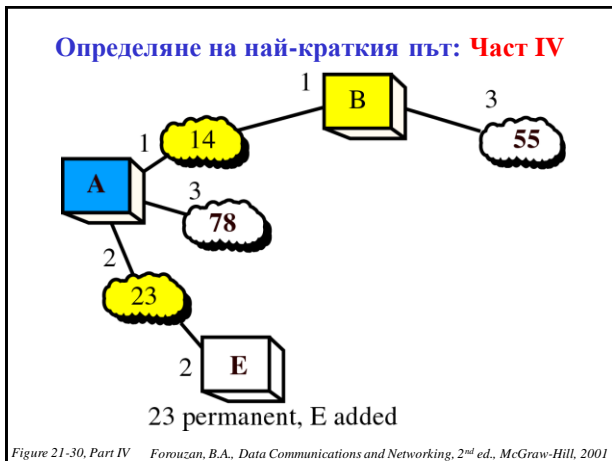 Определяне на най-краткия път: Част IV
1
B
3
1
14
55
A
3
78
2
23
2
E
23 permanent, E added
Figure 21-30, Part IV Forouzan, B.A., Data Communications and Networking, 2nd ed., McGraw-Hill, 2001